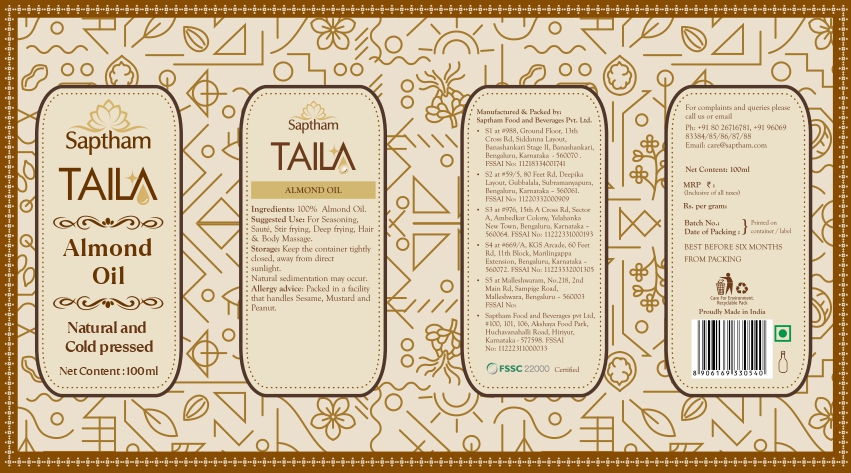 Saptham
TAILA
Almond
Oil
Natural and
Cold pressed
Net Content : 100ml
Saptham
TAILA
ALMOND OIL
Ingredients: 100% Almond Oil.
Suggested Use: For Seasoning,
Sauté, Stir frying, Deep frying, Hair
& Body Massage.
Storage: Keep the container tightly
closed, away from direct
sunlight.
Natural sedimentation may occur.
Allergy advice: Packed in a facility
that handles Sesame, Mustard and
Peanut.
Manufactured & Packed by:
Saptham Food and Beverages Pvt. Ltd.
• S1 at #988, Ground Floor, 13th
Cross Rd, Siddanna Layout,
Banashankari Stage II, Banashankari,
Bengaluru, Karnataka - 560070 .
FSSAI No: 11218334001741
• S2 at #59/5, 80 Feet Rd, Deepika
Layout, Gubbalala, Subramanyapura,
Bengaluru, Karnataka - 560061.
FSSAI No: 11220332000909
• S3 at #976, 15th A Cross Rd, Sector
A, Ambedkar Colony, Yelahanka
New Town, Bengaluru, Karnataka -
560064. FSSAI No: 11222331000193
• S4 at #669/A, KGS Arcade, 60 Feet
Rd, 11th Block, Marilingappa
Extension, Bengaluru, Karnataka -
560072. FSSAI No: 11223332001305
• S5 at Malleshwaram, No.218, 2nd
Main Rd, Sampige Road,
Malleshwara, Bengaluru - 560003
FSSAI No:
• Saptham Food and Beverages pvt Ltd,
#100, 101, 106, Akshaya Food Park,
Huchavanahalli Road, Hiriyur,
Karnataka - 577598. FSSAI
No: 11222311000033
FSSC 22000 Certified
For complaints and queries please
call us or email
Ph: +91 80 26716781, +91 96069
83384/85/86/87/88
Email: care@saptham.com
Net Content: 100ml
MRP ₹ :
(Inclusive of all taxes)
Rs. per gram:
Batch No.:
Date of Packing : } Printed on
container / label
BEST BEFORE SIX MONTHS
FROM PACKING
Care For Environment
Recyclable Pack
Proudly Made in India
8 906169 330540